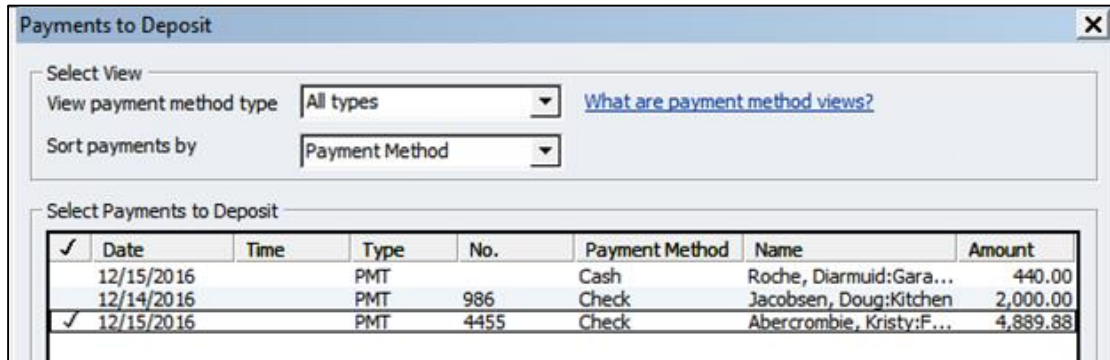 Payments to Deposit
Select View
View payment method type All types What are payment method views?
Sort payments by Payment Method
Select Payments to Deposit
✓ Date Time Type No. Payment Method Name Amount
12/15/2016 PMT Cash Roche, Diarmuid:Gara... 440.00
12/14/2016 PMT 986 Check Jacobsen, Doug:Kitchen 2,000.00
✓ 12/15/2016 PMT 4455 Check Abercrombie, Kristy:F... 4,889.88